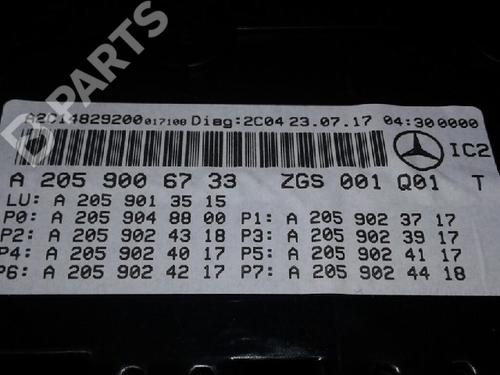 B PARTS
A2C14829200017108 Diag:2C04 23.07.17 04:300000
IC2
A 205 900 67 33 ZGS 001 Q01 T
LU: A 205 901 35 15
P0: A 205 904 88 00 P1: A 205 902 37 17
P2: A 205 902 43 18 P3: A 205 902 39 17
P4: A 205 902 40 17 P5: A 205 902 41 17
P6: A 205 902 42 17 P7: A 205 902 44 18